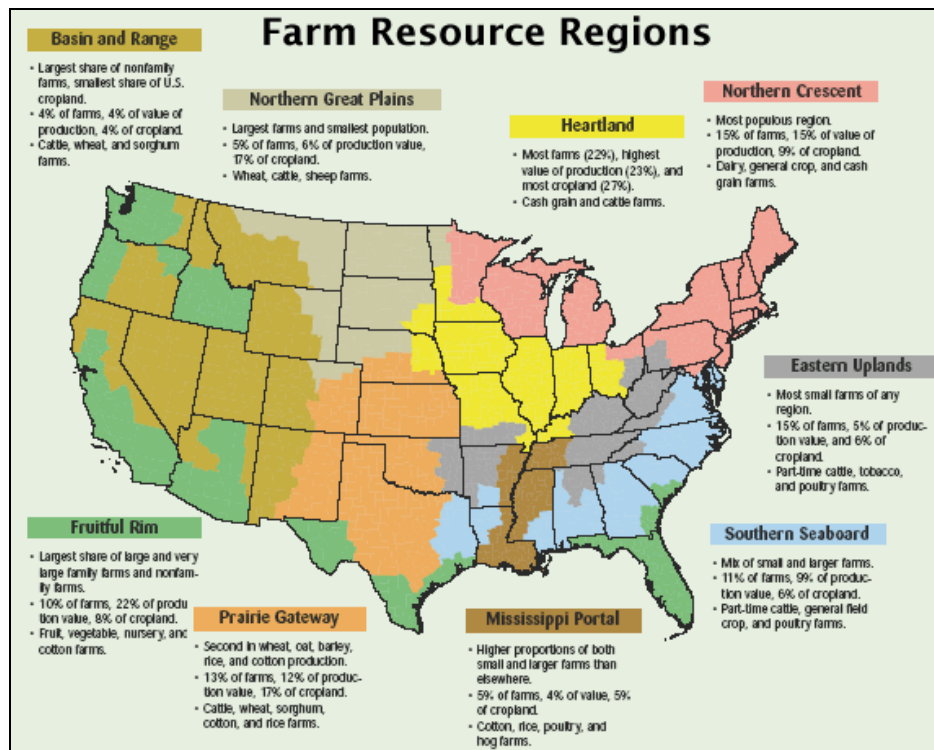 Farm Resource Regions
Basin and Range
• Largest share of nonfamily
farms, smallest share of U.S.
cropland.
• 4% of farms, 4% of value of
production, 4% of cropland.
• Cattle, wheat, and sorghum
farms.
Northern Great Plains
• Largest farms and smallest population.
• 5% of farms, 6% of production value,
17% of cropland.
• Wheat, cattle, sheep farms.
Heartland
• Most farms (22%), highest
value of production (23%), and
most cropland (27%).
• Cash grain and cattle farms.
Northern Crescent
• Most populous region.
• 15% of farms, 15% of value of
production, 9% of cropland.
• Dairy, general crop, and cash
grain farms.
Eastern Uplands
• Most small farms of any
region.
• 15% of farms, 5% of produc-
tion value, and 6% of
cropland.
• Part-time cattle, tobacco,
and poultry farms.
Southern Seaboard
• Mix of small and larger farms.
• 11% of farms, 9% of produc-
tion value, 6% of cropland.
• Part-time cattle, general field
crop, and poultry farms.
Fruitful Rim
• Largest share of large and very
large family farms and nonfam-
ily farms.
• 10% of farms, 22% of produc
tion value, 8% of cropland.
• Fruit, vegetable, nursery, and
cotton farms.
Prairie Gateway
• Second in wheat, oat, barley,
rice, and cotton production.
• 13% of farms, 12% of produc-
tion value, 17% of cropland.
• Cattle, wheat, sorghum,
cotton, and rice farms.
Mississippi Portal
• Higher proportions of both
small and larger farms than
elsewhere.
• 5% of farms, 4% of value, 5%
of cropland.
• Cotton, rice, poultry, and
hog farms.